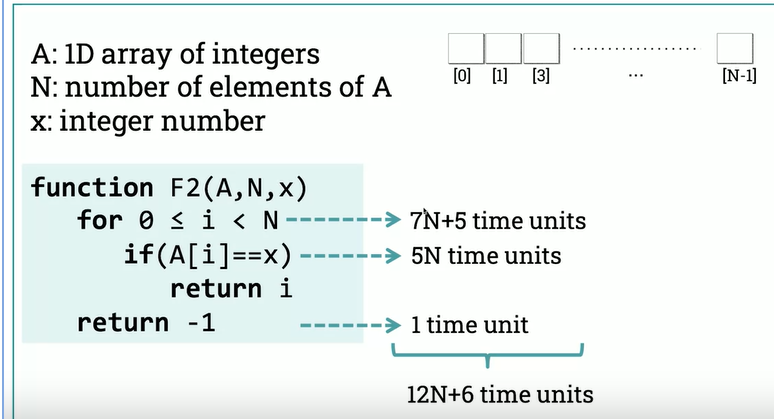 A: 1D array of integers
N: number of elements of A
x: integer number
[0] [1] [3] ... [N-1]
function F2(A,N,x)
for 0 ≤ i < N
7N+5 time units
if(A[i]==x)
5N time units
return i
return -1
1 time unit
12N+6 time units